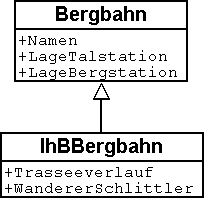 Bergbahn
+Namen
+LageTalstation
+LageBergstation
IhBBergbahn
+Trasseeverlauf
+WandererSchlittler